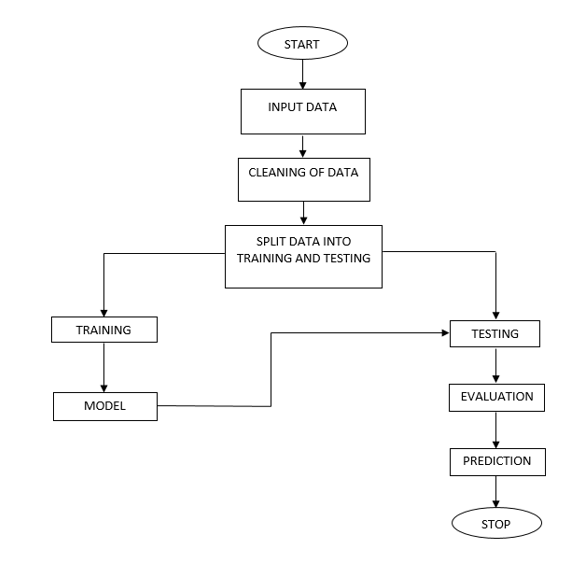 START
INPUT DATA
CLEANING OF DATA
SPLIT DATA INTO
TRAINING AND TESTING
TRAINING
TESTING
MODEL
EVALUATION
PREDICTION
STOP